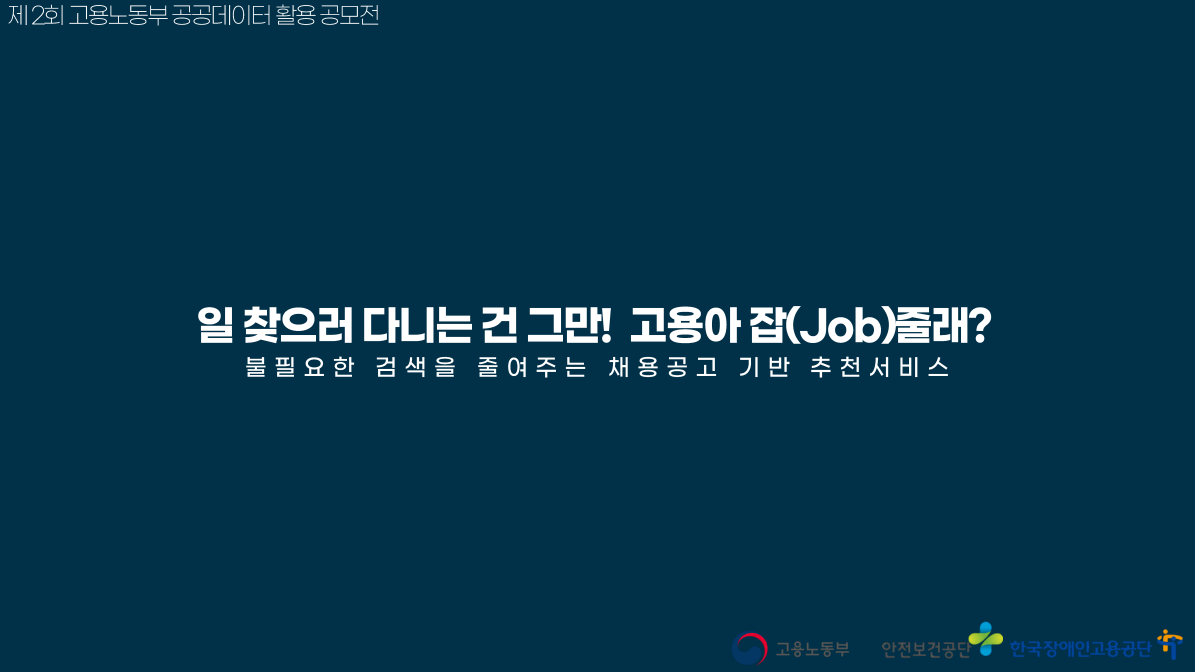 제 2회 고용노동부 공공데이터 활용 공모전
일 찾으러 다니는 건 그만! 고용아 잡(Job)줄래?
불필요한 검색을 줄여주는 채용공고 기반 추천서비스
고용노동부 안전보건공단 한국장애인고용공단